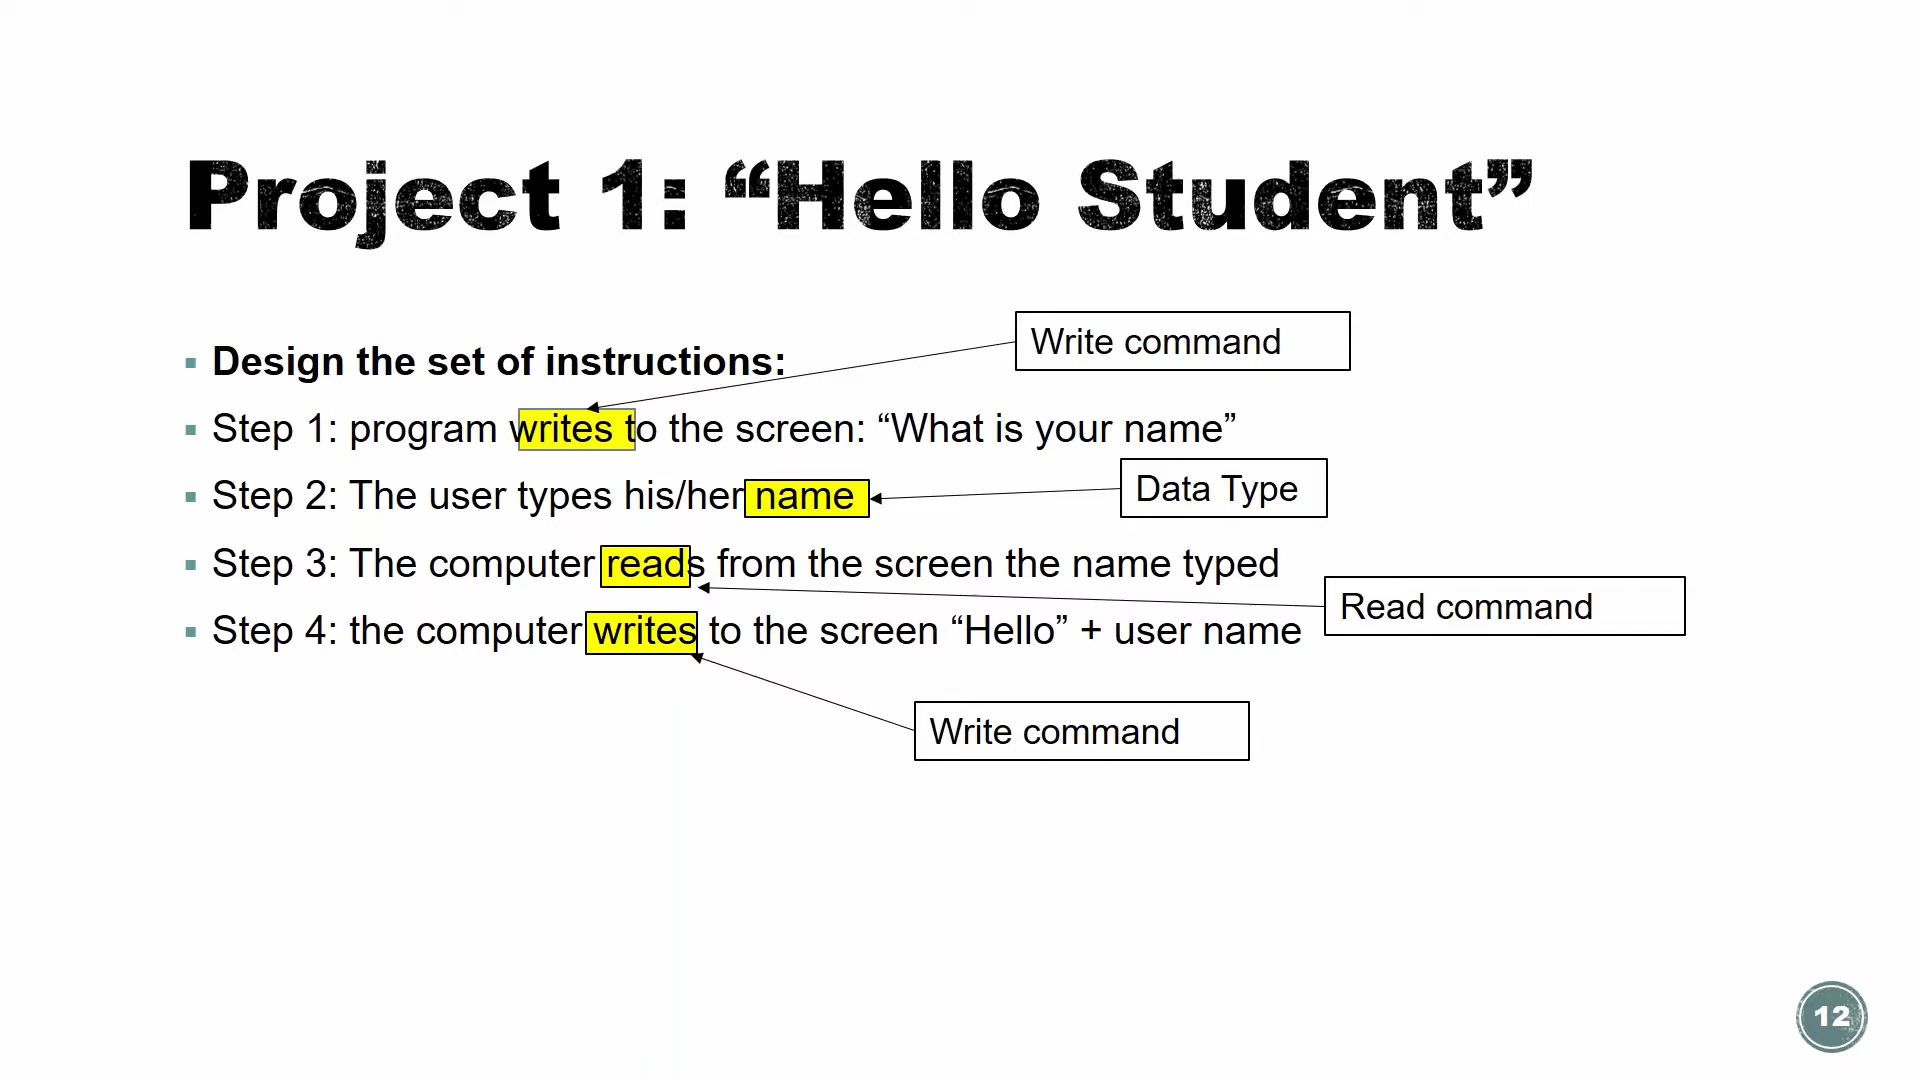 Project 1: “Hello Student”
Write command
Design the set of instructions:
Step 1: program writes to the screen: “What is your name”
Data Type
Step 2: The user types his/her name
Step 3: The computer reads from the screen the name typed
Read command
Step 4: the computer writes to the screen “Hello” + user name
Write command
12